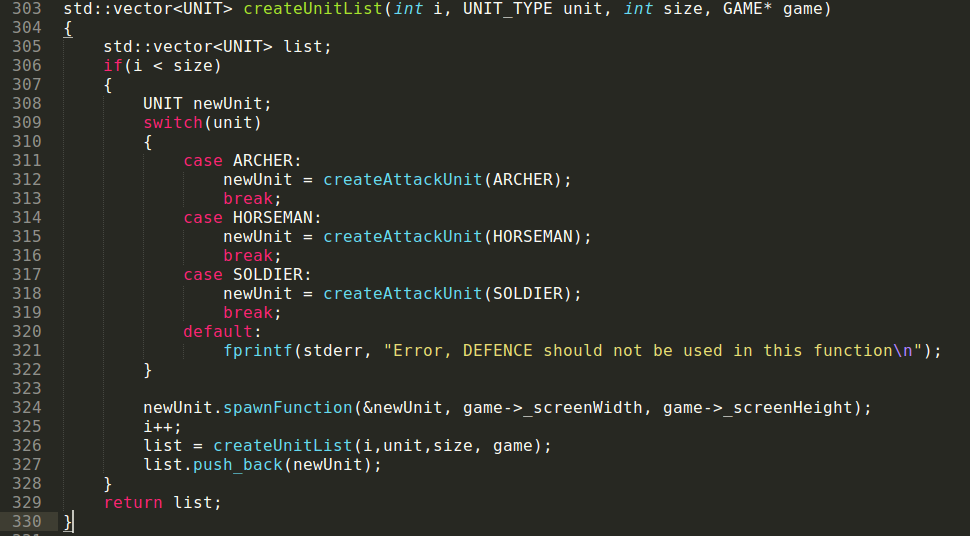 303 std::vector<UNIT> createUnitList(int i, UNIT_TYPE unit, int size, GAME* game)
304 {
305     std::vector<UNIT> list;
306     if(i < size)
307     {
308         UNIT newUnit;
309         switch(unit)
310         {
311             case ARCHER:
312                 newUnit = createAttackUnit(ARCHER);
313                 break;
314             case HORSEMAN:
315                 newUnit = createAttackUnit(HORSEMAN);
316                 break;
317             case SOLDIER:
318                 newUnit = createAttackUnit(SOLDIER);
319                 break;
320             default:
321                 fprintf(stderr, "Error, DEFENCE should not be used in this function\n");
322         }
323
324         newUnit.spawnFunction(&newUnit, game->_screenWidth, game->_screenHeight);
325         i++;
326         list = createUnitList(i,unit,size, game);
327         list.push_back(newUnit);
328     }
329     return list;
330 }